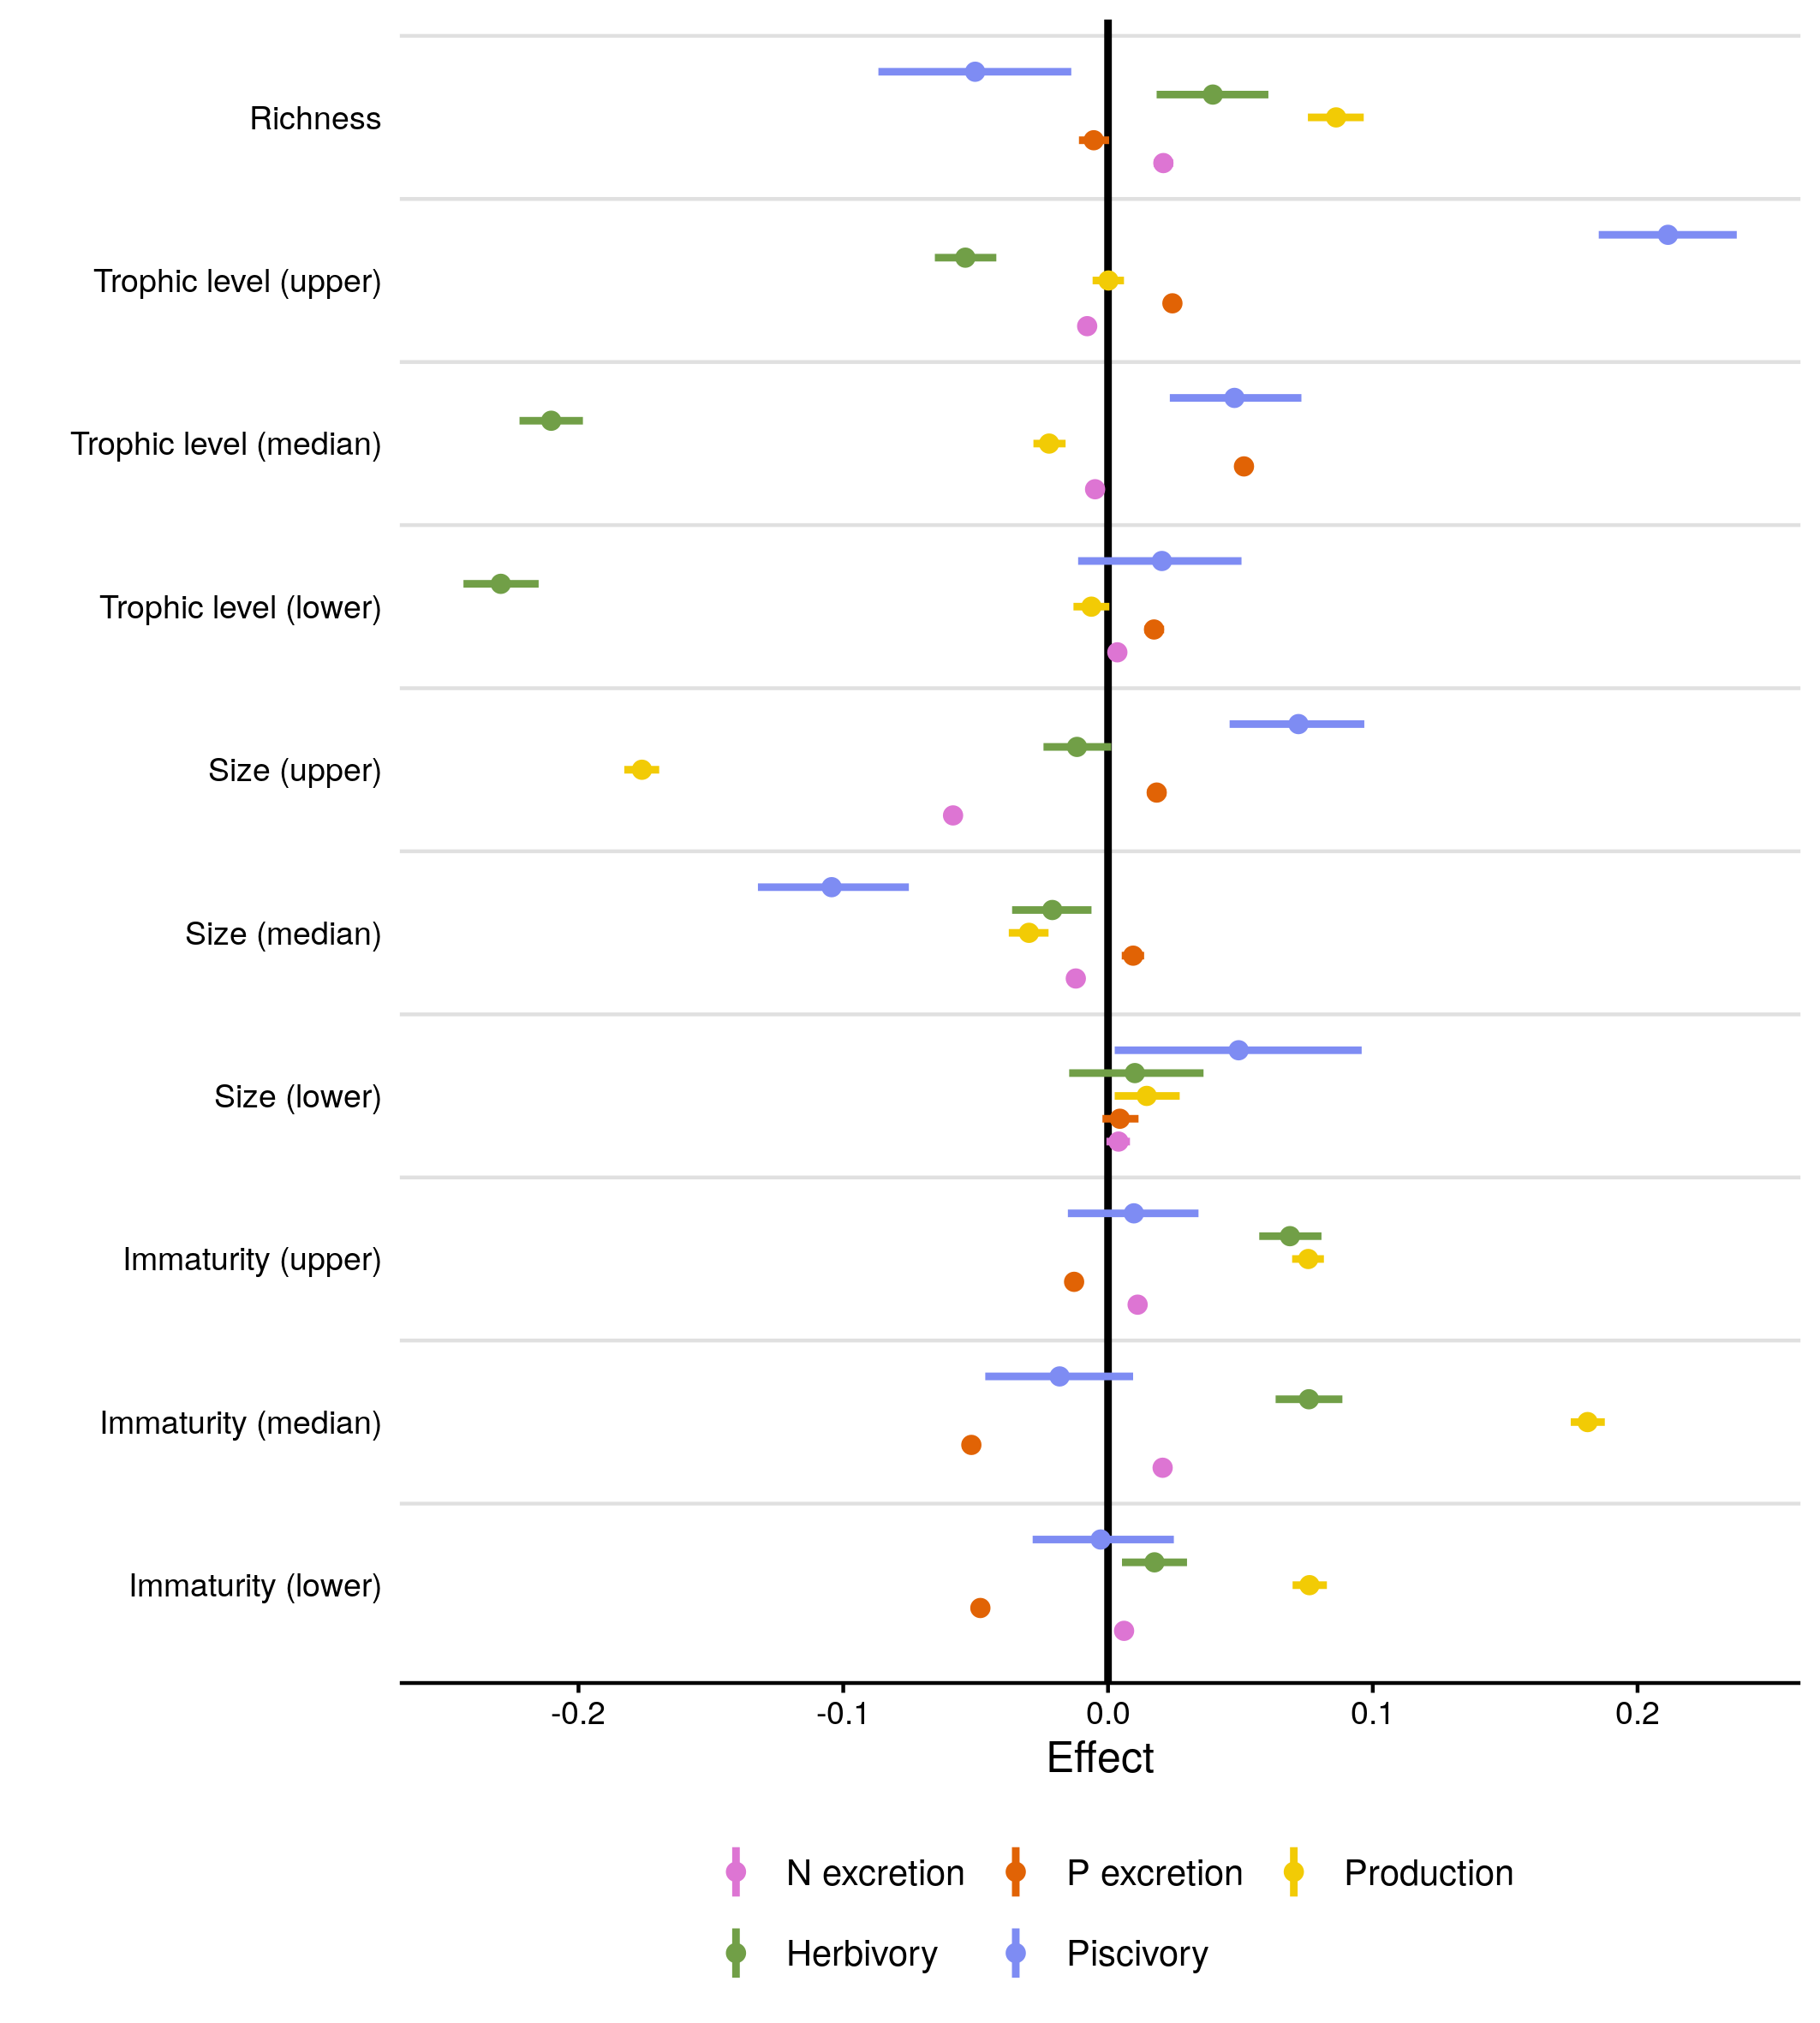 Richness
Trophic level (upper)
Trophic level (median)
Trophic level (lower)
Size (upper)
Size (median)
Size (lower)
Immaturity (upper)
Immaturity (median)
Immaturity (lower)
-0.2 -0.1 0.0 0.1 0.2
Effect
N excretion P excretion Production
Herbivory Piscivory